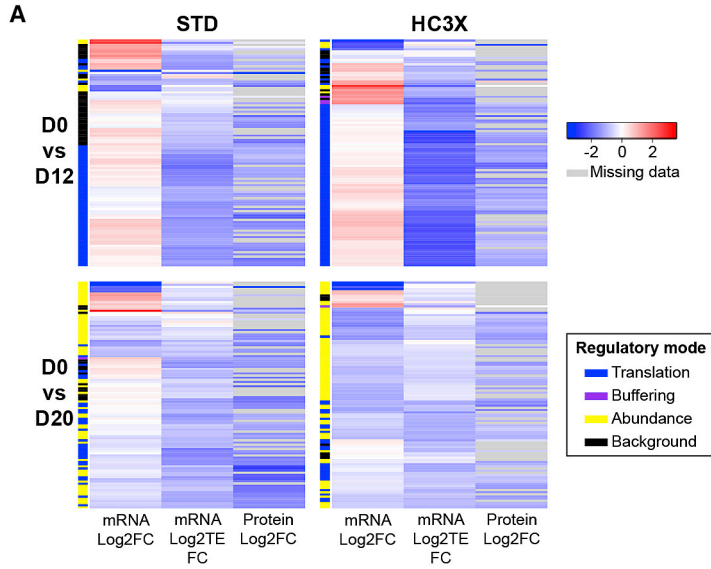 A
STD
HC3X
D0
vs
D12
-2 0 2
Missing data
D0
vs
D20
Regulatory mode
Translation
Buffering
Abundance
Background
mRNA
Log2FC
mRNA
Log2TE
FC
Protein
Log2FC
mRNA
Log2FC
mRNA
Log2TE
FC
Protein
Log2FC